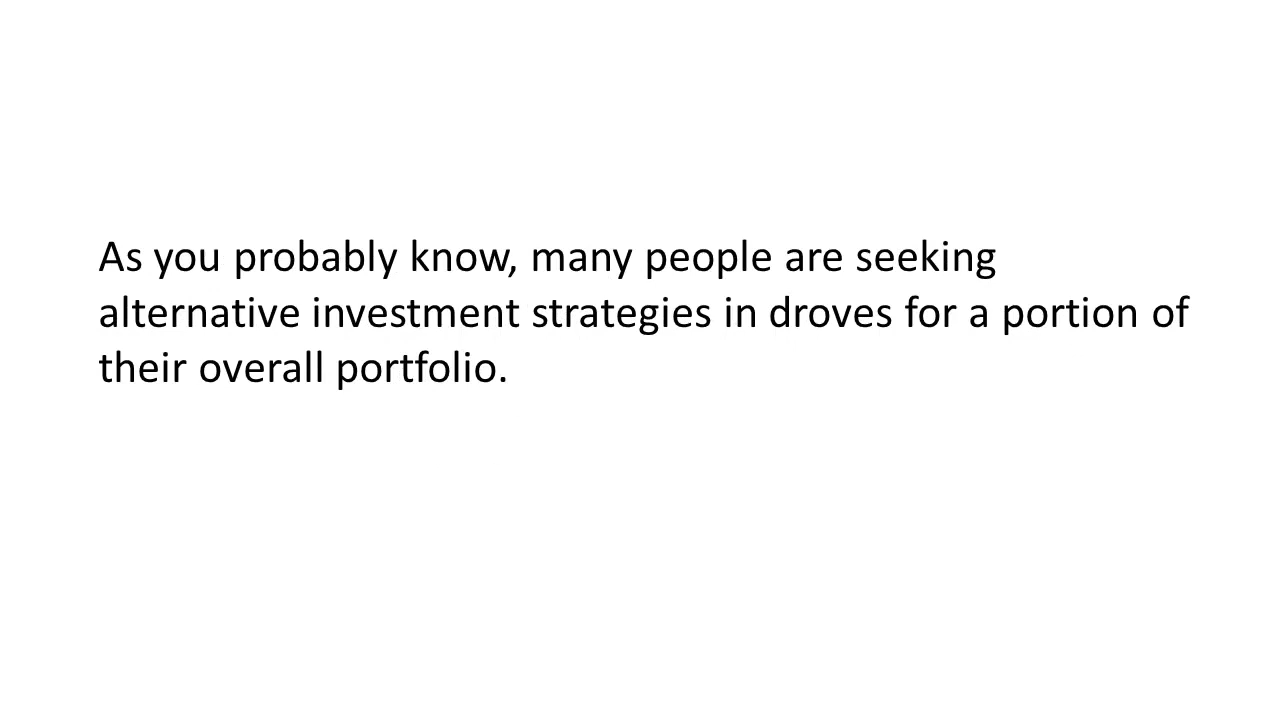 As you probably know, many people are seeking
alternative investment strategies in droves for a portion of
their overall portfolio.